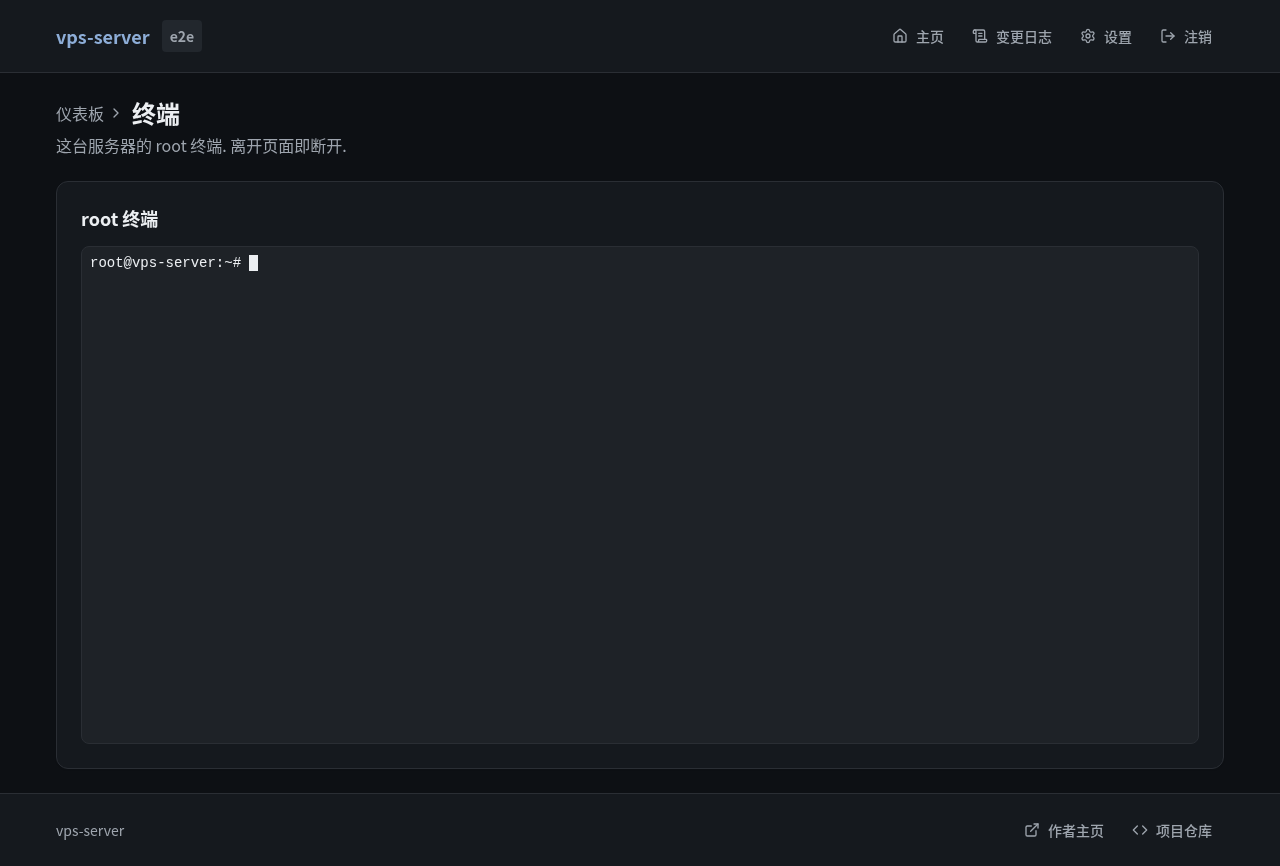 vps-server e2e 主页 变更日志 设置 注销
仪表板 终端
这台服务器的 root 终端. 离开页面即断开.
root 终端
root@vps-server:~#
vps-server 作者主页 项目仓库